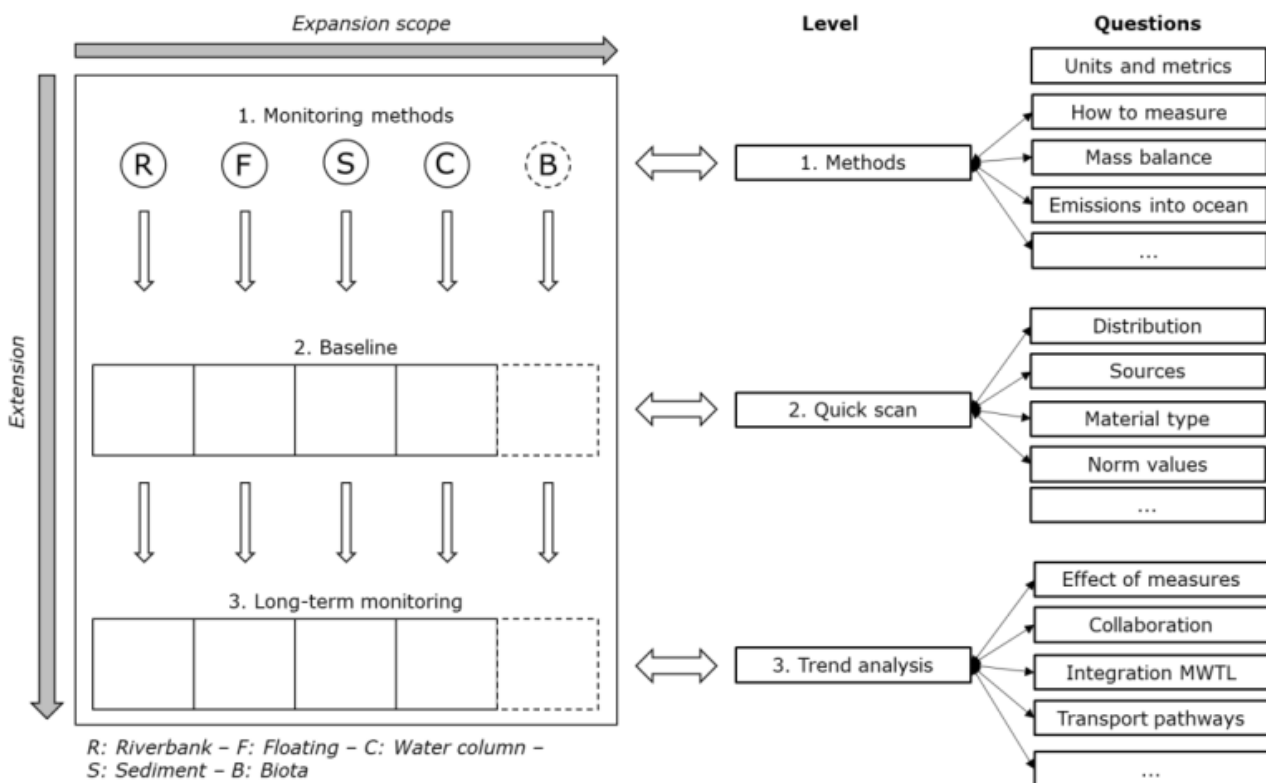 Expansion scope
Level
Questions
Extension
1. Monitoring methods
R
F
S
C
B
2. Baseline
3. Long-term monitoring
R: Riverbank – F: Floating – C: Water column –
S: Sediment – B: Biota
1. Methods
Units and metrics
How to measure
Mass balance
Emissions into ocean
...
2. Quick scan
Distribution
Sources
Material type
Norm values
...
3. Trend analysis
Effect of measures
Collaboration
Integration MWTL
Transport pathways
...